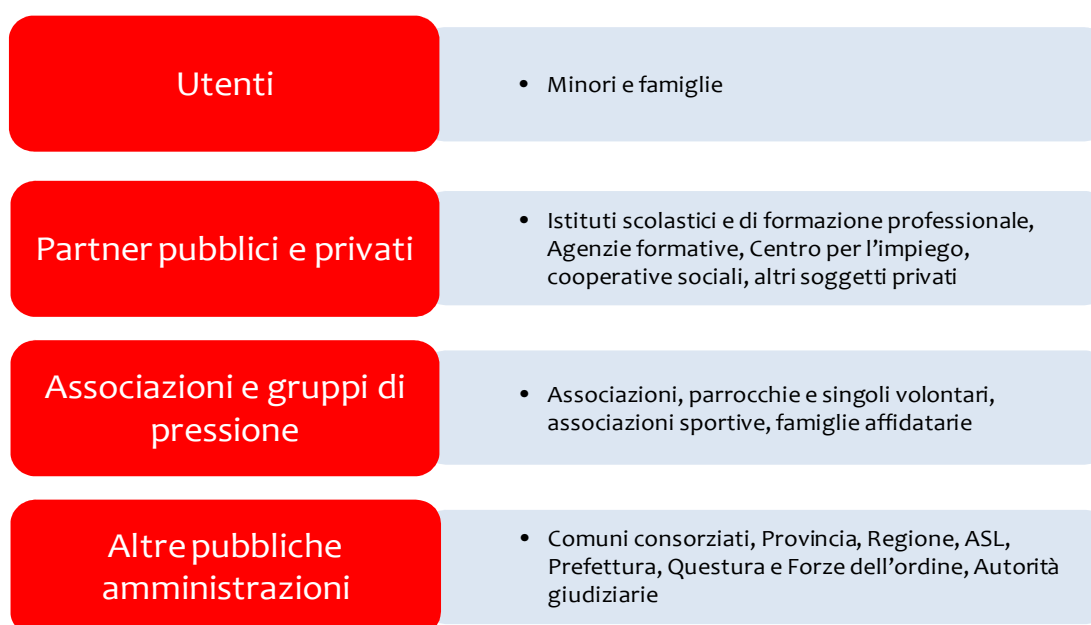 Utenti
• Minori e famiglie
Partner pubblici e privati
• Istituti scolastici e di formazione professionale,
Agenzie formative, Centro per l’impiego,
cooperative sociali, altri soggetti privati
Associazioni e gruppi di
pressione
• Associazioni, parrocchie e singoli volontari,
associazioni sportive, famiglie affidatarie
Altre pubbliche
amministrazioni
• Comuni consorziati, Provincia, Regione, ASL,
Prefettura, Questura e Forze dell’ordine, Autorità
giudiziarie